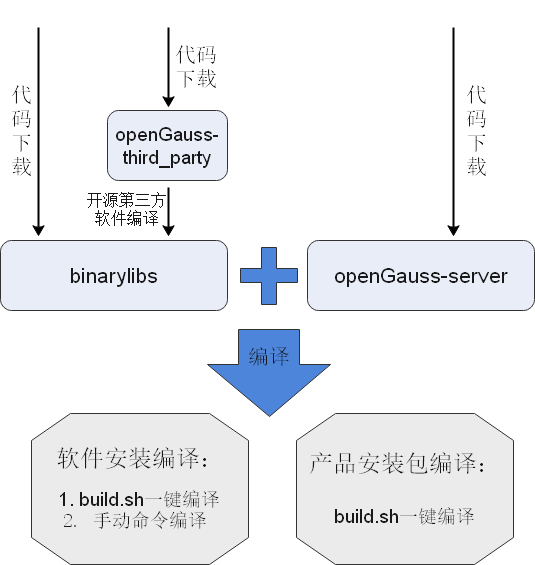 代码
下载
代
码
下
载
代
码
下
载
openGauss-
third_party
开源第三方
软件编译
binarylibs
openGauss-server
编译
软件安装编译：
1. build.sh一键编译
2. 手动命令编译
产品安装包编译：
build.sh一键编译